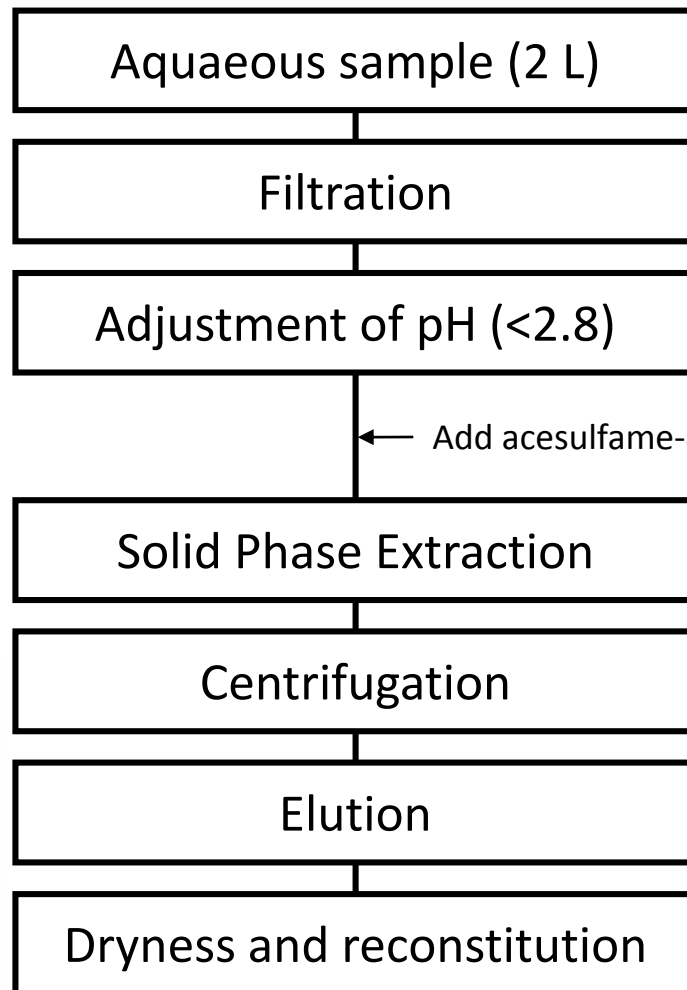 Aquaeous sample (2 L)
Filtration
Adjustment of pH (<2.8)
Add acesulfame-
Solid Phase Extraction
Centrifugation
Elution
Dryness and reconstitution